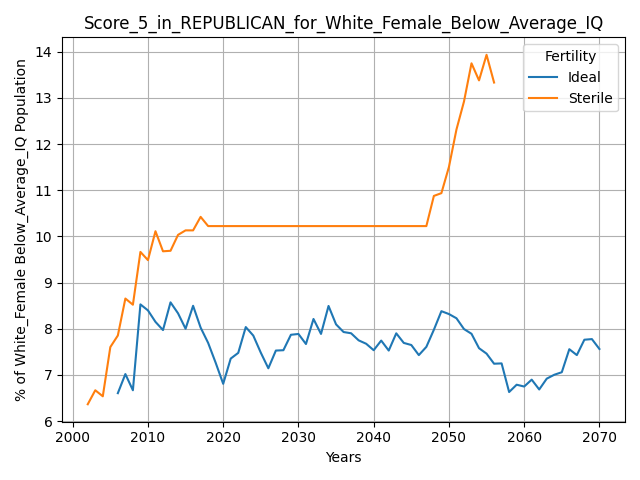 Score_5_in_REPUBLICAN_for_White_Female_Below_Average_IQ
% of White_Female Below_Average_IQ Population
14
13
12
11
10
9
8
7
6
Fertility
Ideal
Sterile
2000 2010 2020 2030 2040 2050 2060 2070
Years